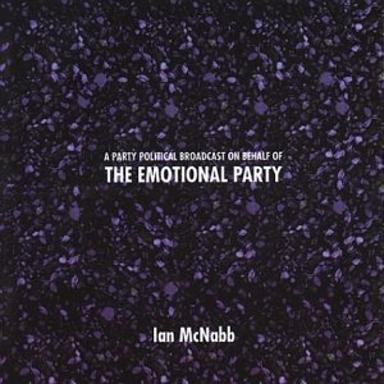 A PARTY POLITICAL BROADCAST ON BEHALF OF
THE EMOTIONAL PARTY
Ian McNabb